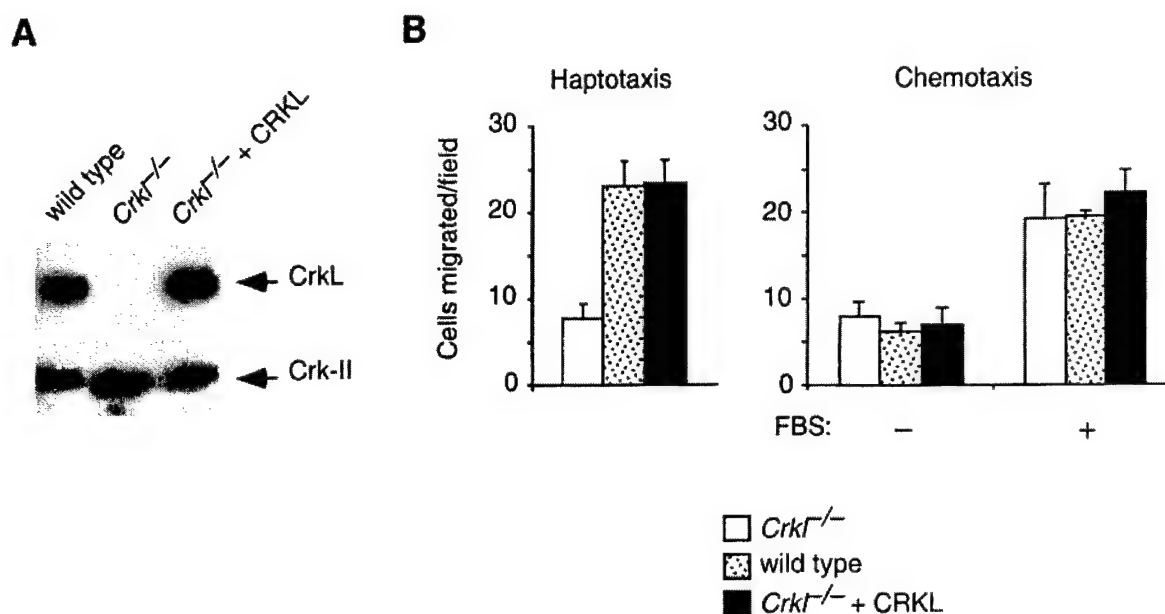 A
wild type
Crkl–/–
Crkl–/– + CRKL
CrkL
Crk-II
B
Haptotaxis
Chemotaxis
Cells migrated/field
30
20
10
0
30
20
10
0
FBS:
–
+
Crkl–/–
wild type
Crkl–/– + CRKL